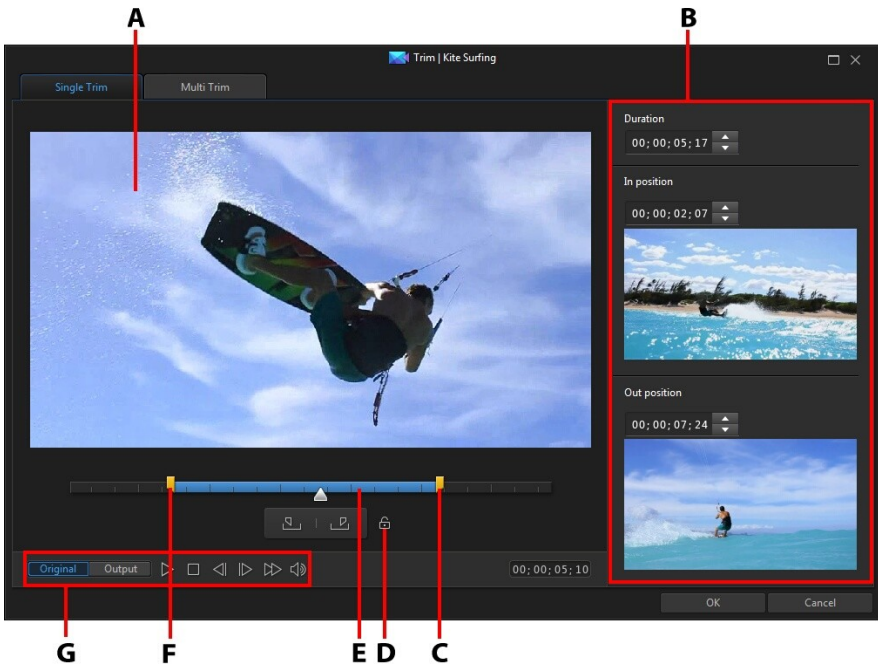 A
B
Trim | Kite Surfing
Single Trim
Multi Trim
Duration
00; 00; 05; 17
In position
00; 00; 02; 07
Out position
00; 00; 07; 24
Original
Output
00; 00; 05; 10
OK
Cancel
G
F
E
D
C